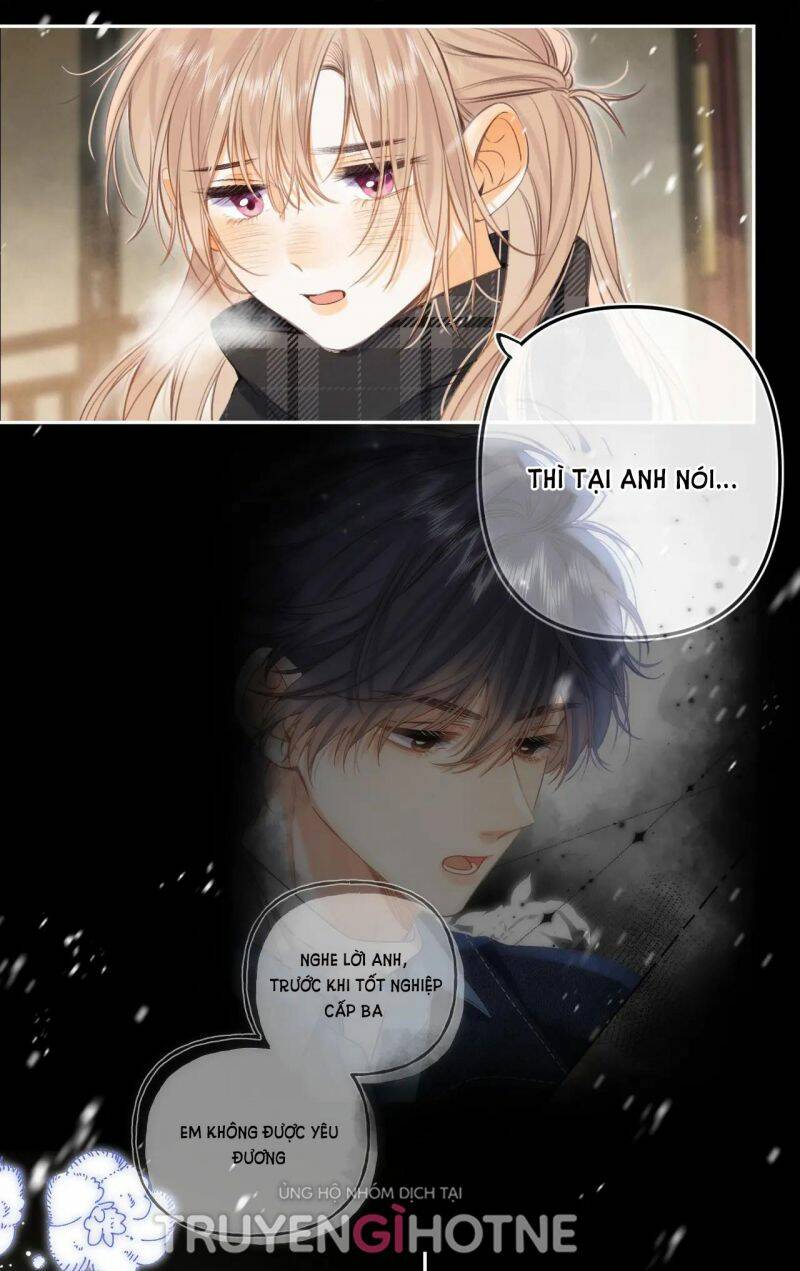 THÌ TẠI ANH NÓI...
NGHE LỜI ANH,
TRƯỚC KHI TỐT NGHIỆP
CẤP BA
EM KHÔNG ĐƯỢC YÊU
ĐƯƠNG
ỦNG HỘ NHÓM DỊCH TẠI
TRUYENGÌHOTNE